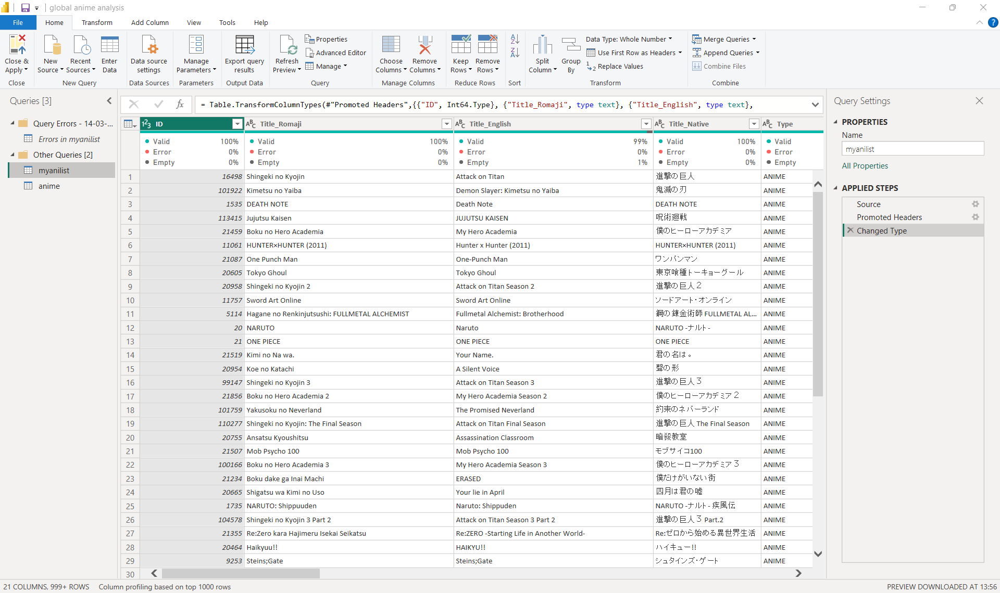 global anime analysis
File Home Transform Add Column View Tools Help
Close & Apply
New Source
Recent Sources
Enter Data
Data source settings
Manage Parameters
Export query results
Refresh Preview
Properties
Advanced Editor
Manage
Choose Columns
Remove Columns
Keep Rows
Remove Rows
Split Column
Group By
Data Type: Whole Number
Use First Row as Headers
Replace Values
Merge Queries
Append Queries
Combine Files
Close New Query Data Sources Parameters Output Data Query Manage Columns Reduce Rows Sort Transform Combine
Queries [3]
Query Errors - 14-03-...
Errors in myanilist
Other Queries [2]
myanilist
anime
= Table.TransformColumnTypes(#"Promoted Headers",{{"ID", Int64.Type}, {"Title_Romaji", type text}, {"Title_English", type text},
ID Title_Romaji Title_English Title_Native Type
Valid 100% Valid 100% Valid 99% Valid 100% Valid
Error 0% Error 0% Error 0% Error 0% Error
Empty 0% Empty 0% Empty 1% Empty 0% Empty
1 16498 Shingeki no Kyojin Attack on Titan 進撃の巨人 ANIME
2 101922 Kimetsu no Yaiba Demon Slayer: Kimetsu no Yaiba 鬼滅の刃 ANIME
3 1535 DEATH NOTE Death Note DEATH NOTE ANIME
4 113415 Jujutsu Kaisen JUJUTSU KAISEN 呪術廻戦 ANIME
5 21459 Boku no Hero Academia My Hero Academia 僕のヒーローアカデミア ANIME
6 11061 HUNTER×HUNTER (2011) Hunter x Hunter (2011) HUNTER×HUNTER (2011) ANIME
7 21087 One Punch Man One-Punch Man ワンパンマン ANIME
8 20605 Tokyo Ghoul Tokyo Ghoul 東京喰種トーキョーグール ANIME
9 20958 Shingeki no Kyojin 2 Attack on Titan Season 2 進撃の巨人２ ANIME
10 11757 Sword Art Online Sword Art Online ソードアート・オンライン ANIME
11 5114 Hagane no Renkinjutsushi: FULLMETAL ALCHEMIST Fullmetal Alchemist: Brotherhood 鋼の錬金術師 FULLMETAL AL... ANIME
12 20 NARUTO Naruto NARUTO -ナルト- ANIME
13 21 ONE PIECE ONE PIECE ONE PIECE ANIME
14 21519 Kimi no Na wa. Your Name. 君の名は。 ANIME
15 20954 Koe no Katachi A Silent Voice 聲の形 ANIME
16 99147 Shingeki no Kyojin 3 Attack on Titan Season 3 進撃の巨人３ ANIME
17 21856 Boku no Hero Academia 2 My Hero Academia Season 2 僕のヒーローアカデミア２ ANIME
18 101759 Yakusoku no Neverland The Promised Neverland 約束のネバーランド ANIME
19 110277 Shingeki no Kyojin: The Final Season Attack on Titan Final Season 進撃の巨人 The Final Season ANIME
20 20755 Ansatsu Kyoushitsu Assassination Classroom 暗殺教室 ANIME
21 21507 Mob Psycho 100 Mob Psycho 100 モブサイコ100 ANIME
22 100166 Boku no Hero Academia 3 My Hero Academia Season 3 僕のヒーローアカデミア３ ANIME
23 21234 Boku dake ga Inai Machi ERASED 僕だけがいない街 ANIME
24 20665 Shigatsu wa Kimi no Uso Your lie in April 四月は君の嘘 ANIME
25 1735 NARUTO: Shippuuden Naruto: Shippuden NARUTO -ナルト- 疾風伝 ANIME
26 104578 Shingeki no Kyojin 3 Part 2 Attack on Titan Season 3 Part 2 進撃の巨人３ Part.2 ANIME
27 21355 Re:Zero kara Hajimeru Isekai Seikatsu Re:ZERO -Starting Life in Another World- Re:ゼロから始める異世界生活 ANIME
28 20464 Haikyuu!! HAIKYU!! ハイキュー!! ANIME
29 9253 Steins;Gate Steins;Gate シュタインズ・ゲート ANIME
30
Query Settings
PROPERTIES
Name
myanilist
All Properties
APPLIED STEPS
Source
Promoted Headers
Changed Type
21 COLUMNS, 999+ ROWS Column profiling based on top 1000 rows PREVIEW DOWNLOADED AT 13:56